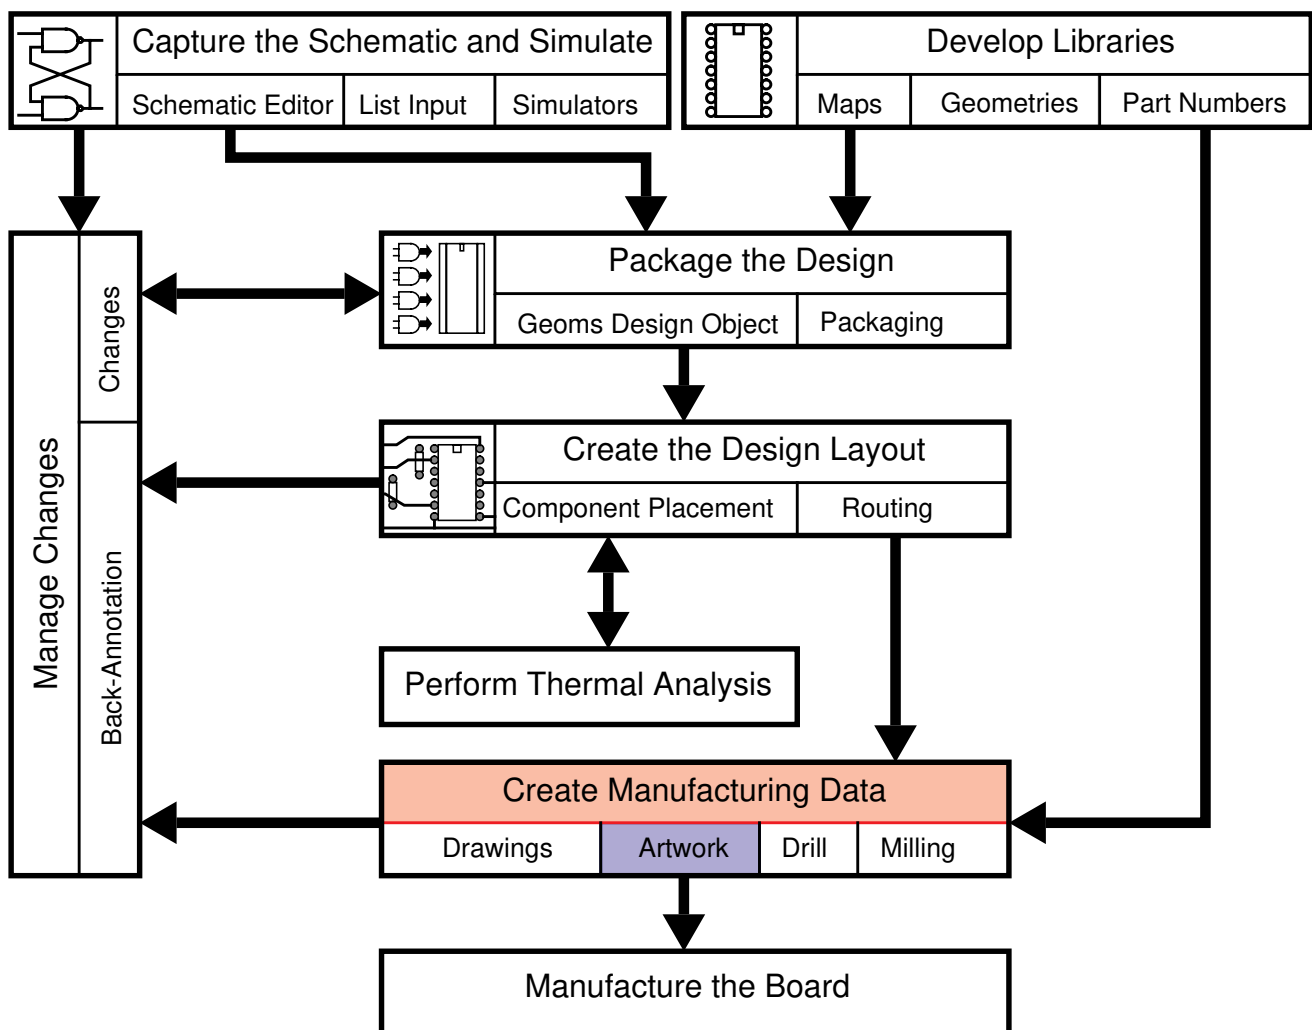 Capture the Schematic and Simulate
Schematic Editor
List Input
Simulators
Develop Libraries
Maps
Geometries
Part Numbers
Manage Changes
Changes
Back-Annotation
Package the Design
Geoms Design Object
Packaging
Create the Design Layout
Component Placement
Routing
Perform Thermal Analysis
Create Manufacturing Data
Drawings
Artwork
Drill
Milling
Manufacture the Board